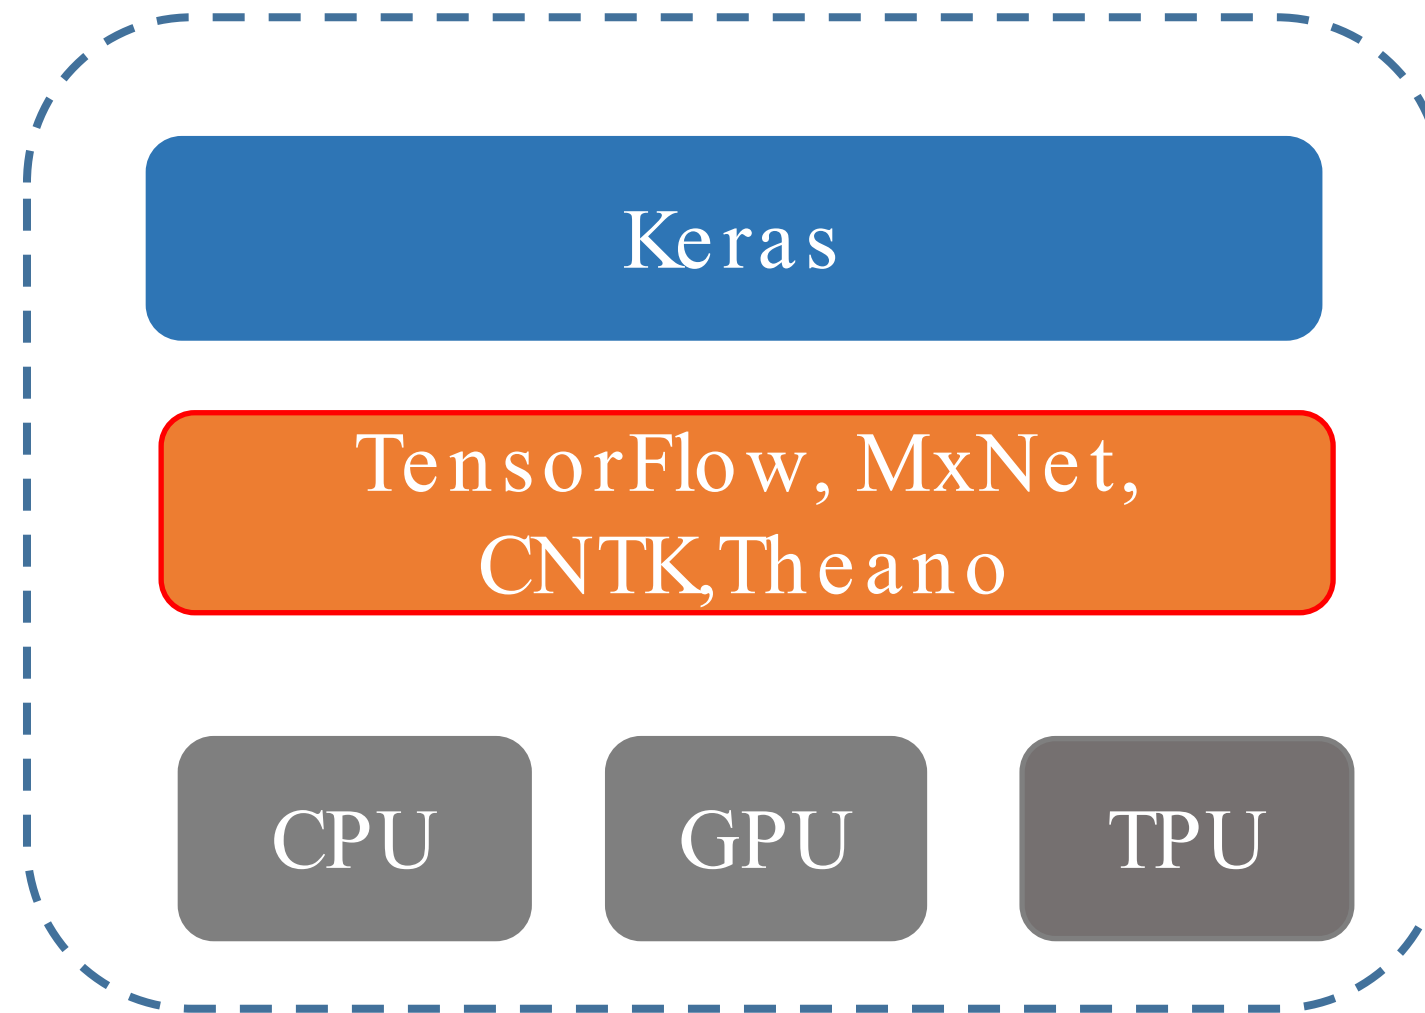 Keras
TensorFlow, MxNet,
CNTK,Theano
CPU GPU TPU